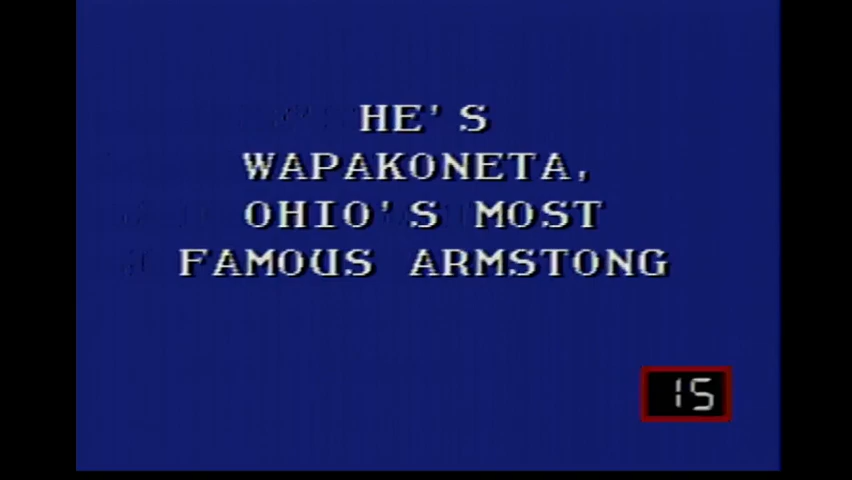 HE'S
WAPAKONETA,
OHIO'S MOST
FAMOUS ARMSTONG
15